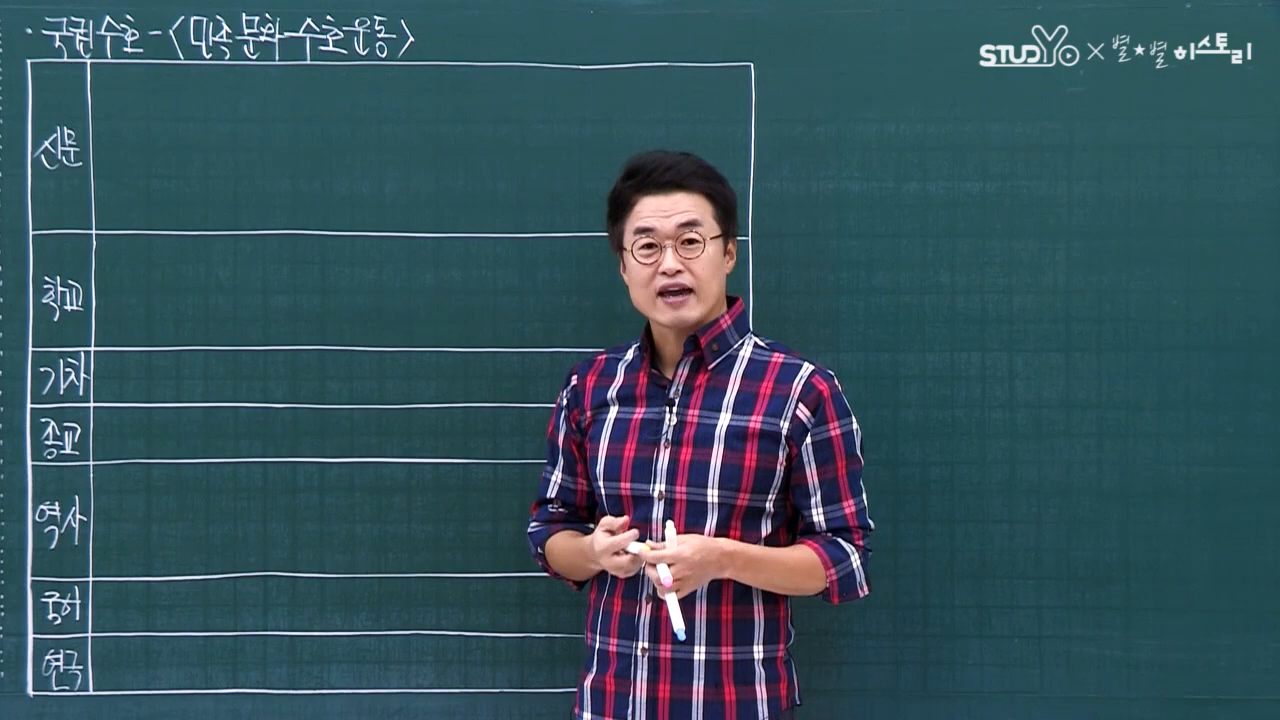 · 국권수호 - <민족문화수호운동>
STUDYo × 별★별 히스토리
신문
학교
기차
종교
역사
국어
연극